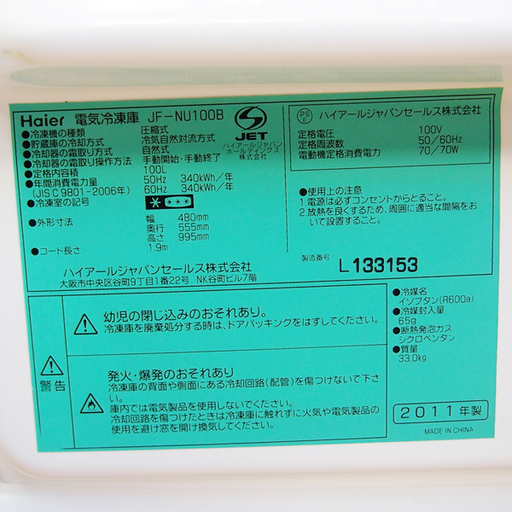 Haier 電気冷凍庫 JF-NU100B
●冷凍機の種類 圧縮式
●貯蔵庫の冷却方式 冷気自然対流方式
●冷却器の霜取り方式 自然式
●冷却器の霜取り操作方法 手動開始・手動終了
●定格内容積 100L
●年間消費電力量 50Hz 340kWh/年
(JIS C 9801-2006年) 60Hz 340kWh/年
●冷凍室の記号
●外形寸法 幅 480mm
奥行 555mm
高さ 995mm
●コード長さ 1.9m
JET
ハイアールジャパン
ホールディングス
株式会社
ハイアールジャパンセールス株式会社
大阪市中央区谷町9丁目1番22号 NK谷町ビル7階
PS
E
ハイアールジャパンセールス株式会社
定格電圧 100V
定格周波数 50/60Hz
電動機定格消費電力 70/70W
●使用上の注意
1.電源は必ずコンセントからとること。
2.放熱を良くするため、周囲に適当な間隔をお
いて設置すること。
製造番号 L133153
警告
幼児の閉じ込みのおそれあり。
冷凍庫を廃棄処分する時は、ドアパッキングをはずしてください。
発火・爆発のおそれあり
冷凍庫の背面や側面にある冷却回路(配管)を傷つけないで下さ
い。
庫内では電気製品を使用しないでください。
冷却回路を傷つけたときは冷凍庫に触れずに火気や電気製品の
使用を避け窓を開け換気してください。
●冷媒名
イソブタン(R600a)
●冷媒封入量
65g
●断熱発泡ガス
シクロペンタン
●質量
33.0kg
2011年製
MADE IN CHINA